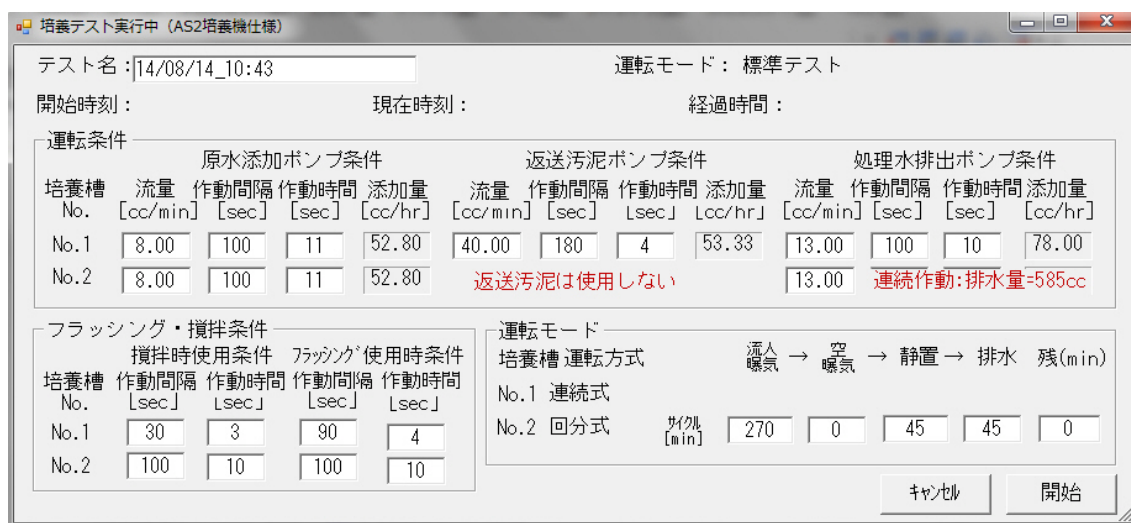 培養テスト実行中（AS2培養機仕様）
テスト名：14/08/14_10:43 運転モード： 標準テスト
開始時刻： 現在時刻： 経過時間：
運転条件
原水添加ポンプ条件 返送汚泥ポンプ条件 処理水排出ポンプ条件
培養槽 流量 作動間隔 作動時間 添加量 流量 作動間隔 作動時間 添加量 流量 作動間隔 作動時間 添加量
No. [cc/min] [sec] [sec] [cc/hr] [cc/min] [sec] [sec] [cc/hr] [cc/min] [sec] [sec] [cc/hr]
No.1 8.00 100 11 52.80 40.00 180 4 53.33 13.00 100 10 78.00
No.2 8.00 100 11 52.80 返送汚泥は使用しない 13.00 連続作動:排水量=585cc
フラッシング・攪拌条件
攪拌時使用条件 フラッシング使用時条件
培養槽 作動間隔 作動時間 作動間隔 作動時間
No. [sec] [sec] [sec] [sec]
No.1 30 3 90 4
No.2 100 10 100 10
運転モード
培養槽 運転方式 流入曝気 → 空曝気 → 静置 → 排水 残(min)
No.1 連続式
No.2 回分式 サイクル[min] 270 0 45 45 0
キャンセル 開始